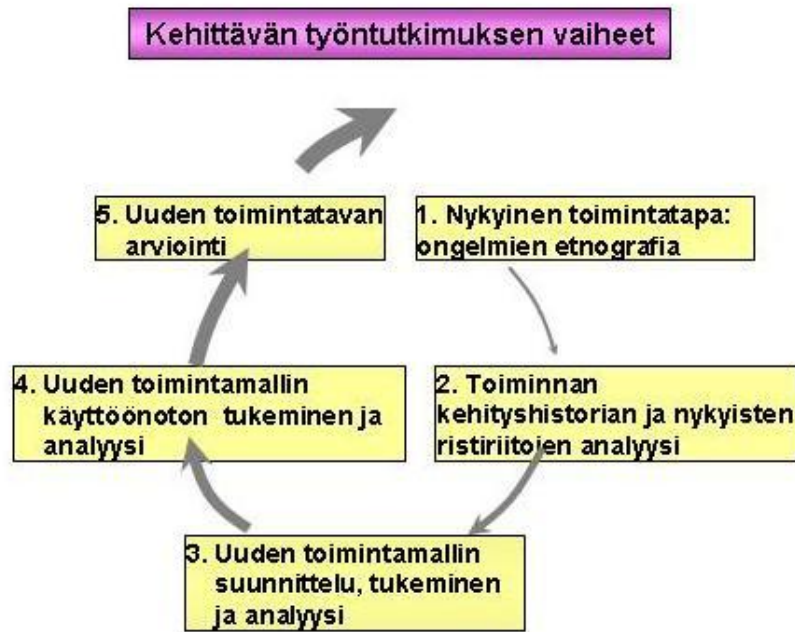 Kehittävän työntutkimuksen vaiheet
1. Nykyinen toimintatapa:
ongelmien etnografia
2. Toiminnan
kehityshistorian ja nykyisten
ristiriitojen analyysi
3. Uuden toimintamallin
suunnittelu, tukeminen
ja analyysi
4. Uuden toimintamallin
käyttöönoton tukeminen ja
analyysi
5. Uuden toimintatavan
arviointi